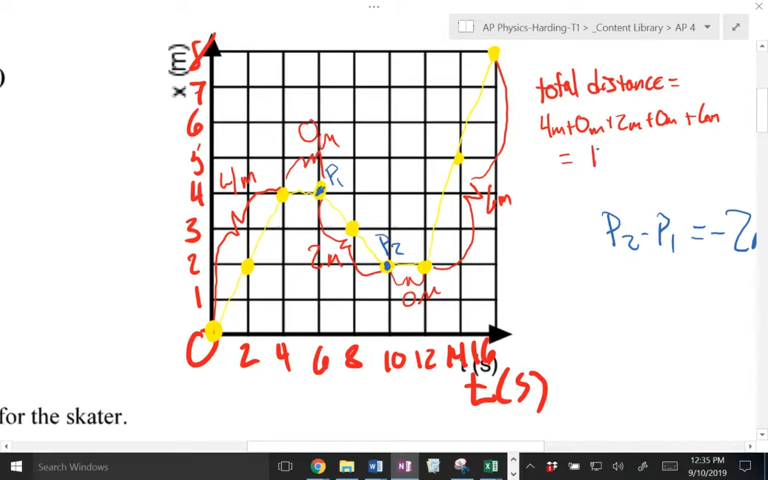 AP Physics-Harding-T1 > _Content Library > AP 4
)
x (m)
8
7
6
5
4
3
2
1
0
2 4 6 8 10 12 14 16
(s)
t(s)
4m
0m
P1
2m
P2
0m
6m
total distance =
4m+0m+2m+0m+6m
= 1
P2-P1 = -2
for the skater.
Search Windows
12:35 PM
9/10/2019